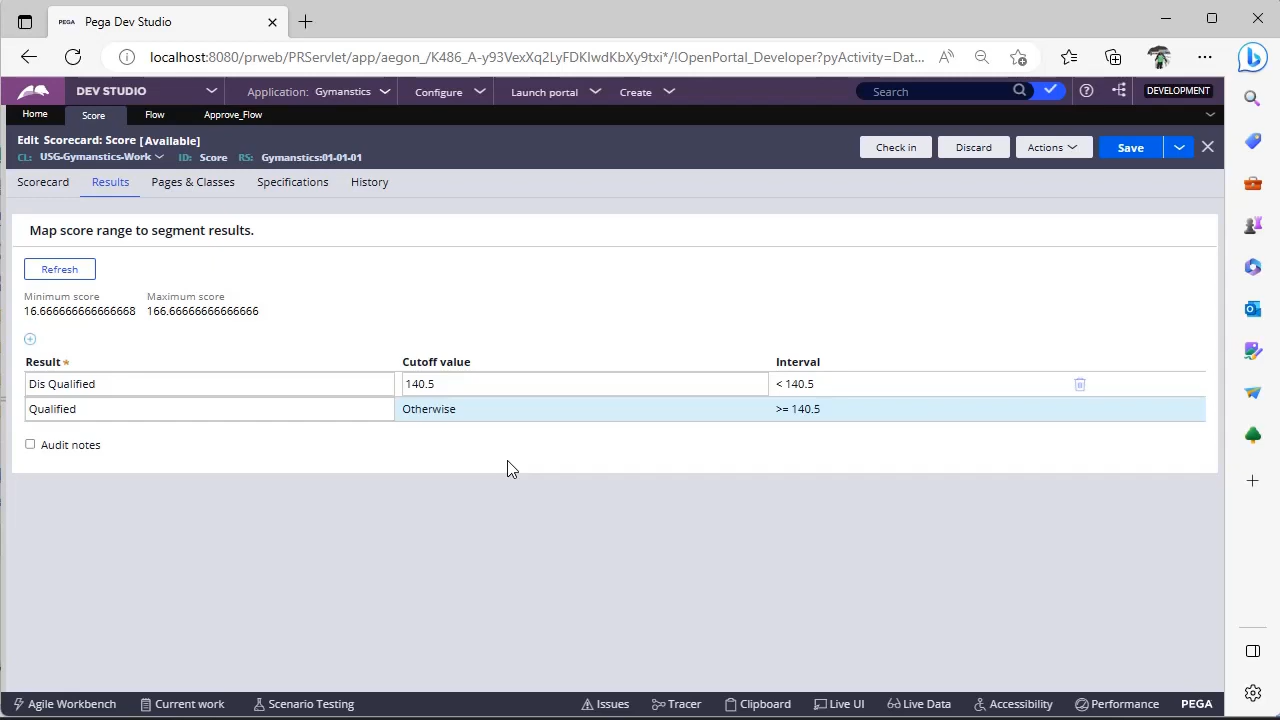 PEGA Pega Dev Studio
localhost:8080/prweb/PRServlet/app/aegon_/K486_A-y93VexXq2JyFDKIwdKbXy9txi*/!OpenPortal_Developer?pyActivity=Dat...
DEV STUDIO Application: Gymanstics Configure Launch portal Create Search DEVELOPMENT
Home Score Flow Approve_Flow
Edit Scorecard: Score [Available]
CL: USG-Gymanstics-Work ID: Score RS: Gymanstics:01-01-01
Check in Discard Actions Save
Scorecard Results Pages & Classes Specifications History
Map score range to segment results.
Refresh
Minimum score Maximum score
16.666666666666668 166.66666666666666
Result * Cutoff value Interval
Dis Qualified 140.5 < 140.5
Qualified Otherwise >= 140.5
Audit notes
Agile Workbench Current work Scenario Testing Issues Tracer Clipboard Live UI Live Data Accessibility Performance PEGA